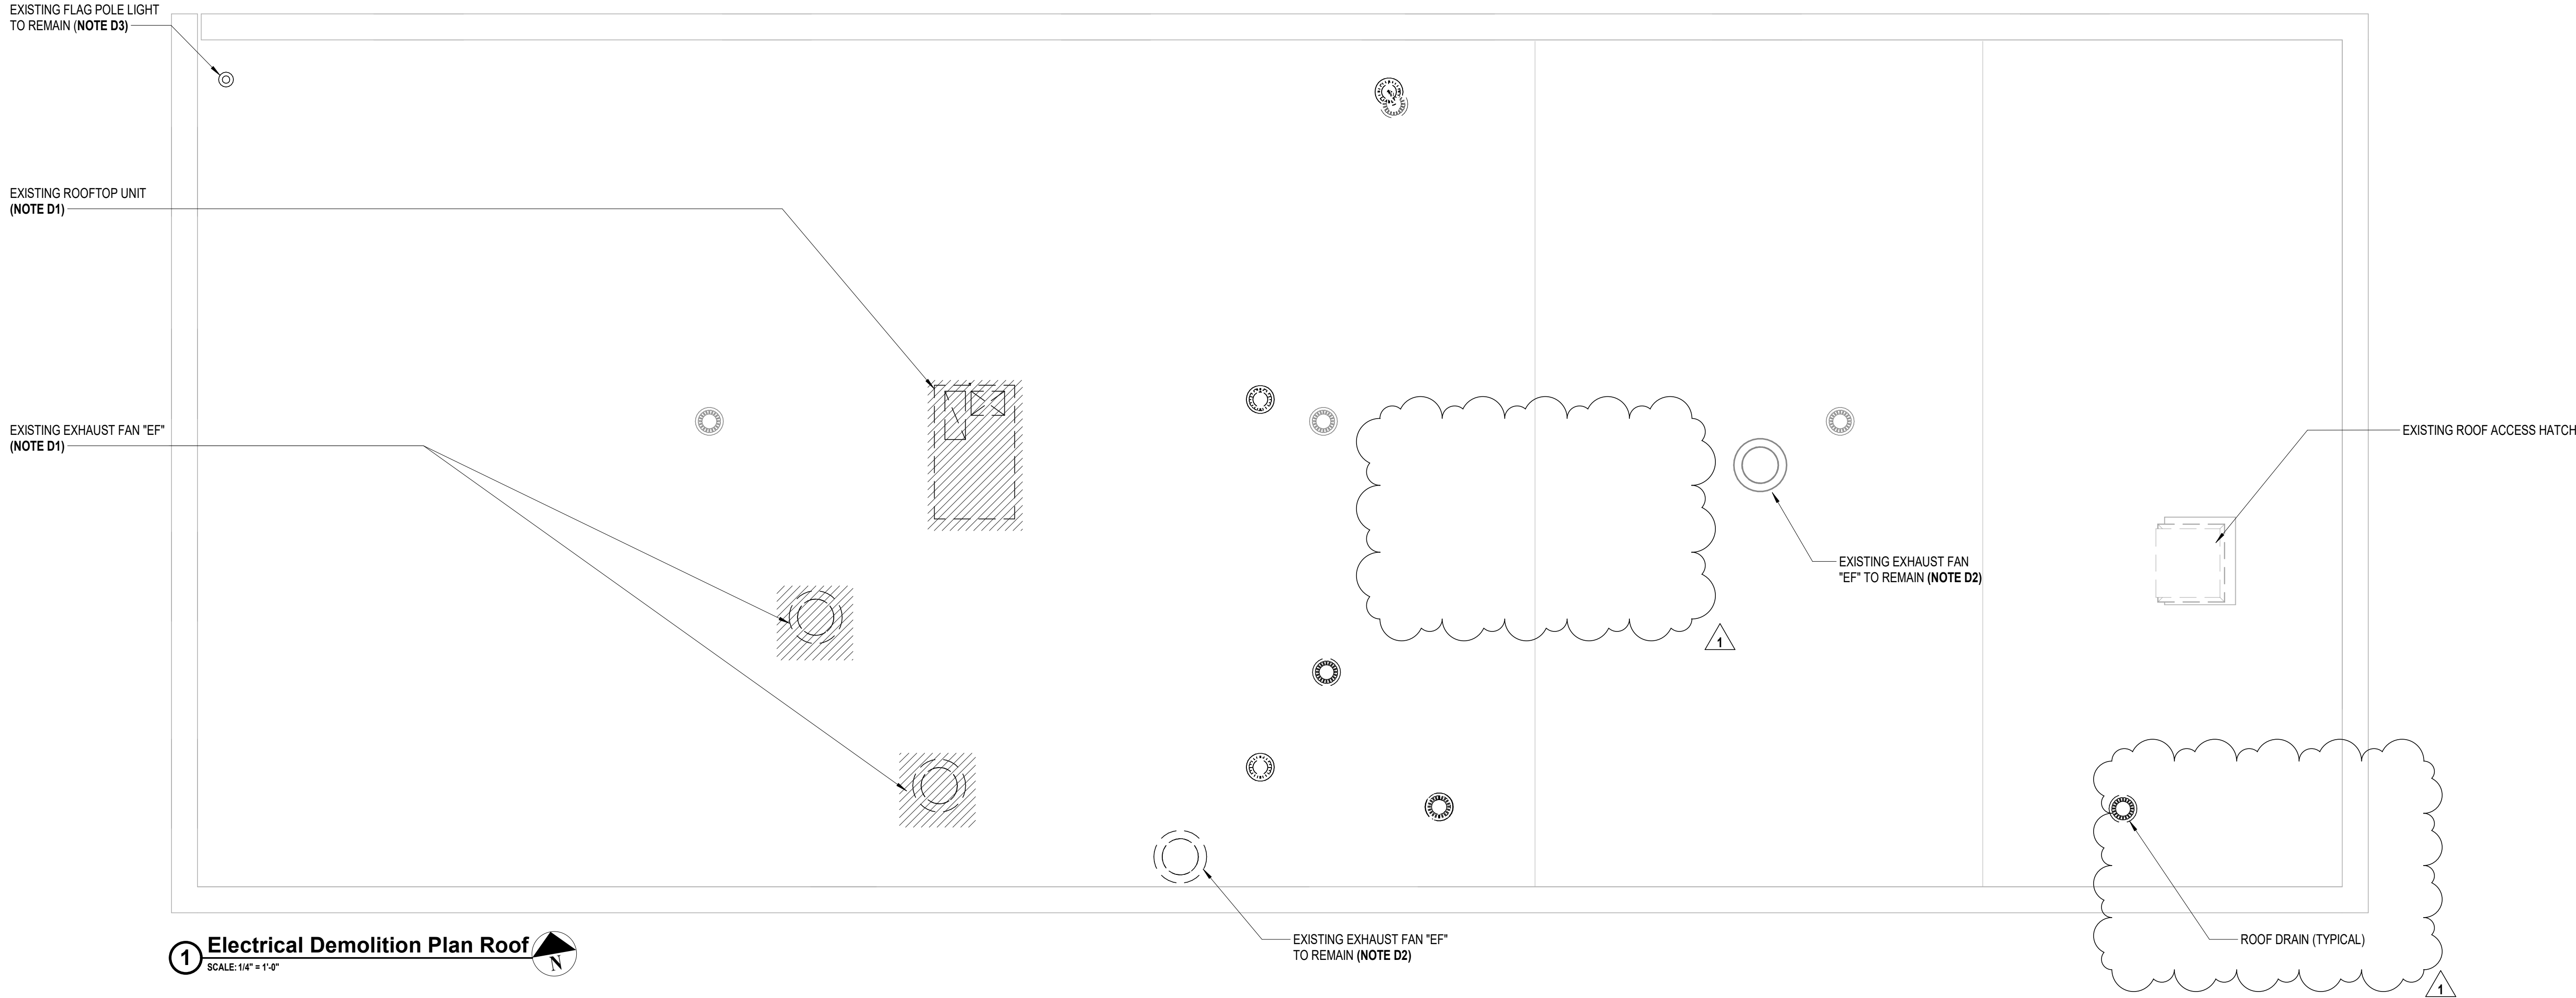 EXISTING FLAG POLE LIGHT
TO REMAIN (NOTE D3)
EXISTING ROOFTOP UNIT
(NOTE D1)
EXISTING EXHAUST FAN "EF"
(NOTE D1)
EXISTING ROOF ACCESS HATCH
EXISTING EXHAUST FAN
"EF" TO REMAIN (NOTE D2)
1
EXISTING EXHAUST FAN "EF"
TO REMAIN (NOTE D2)
ROOF DRAIN (TYPICAL)
1
1
Electrical Demolition Plan Roof
SCALE: 1/4" = 1'-0"
N